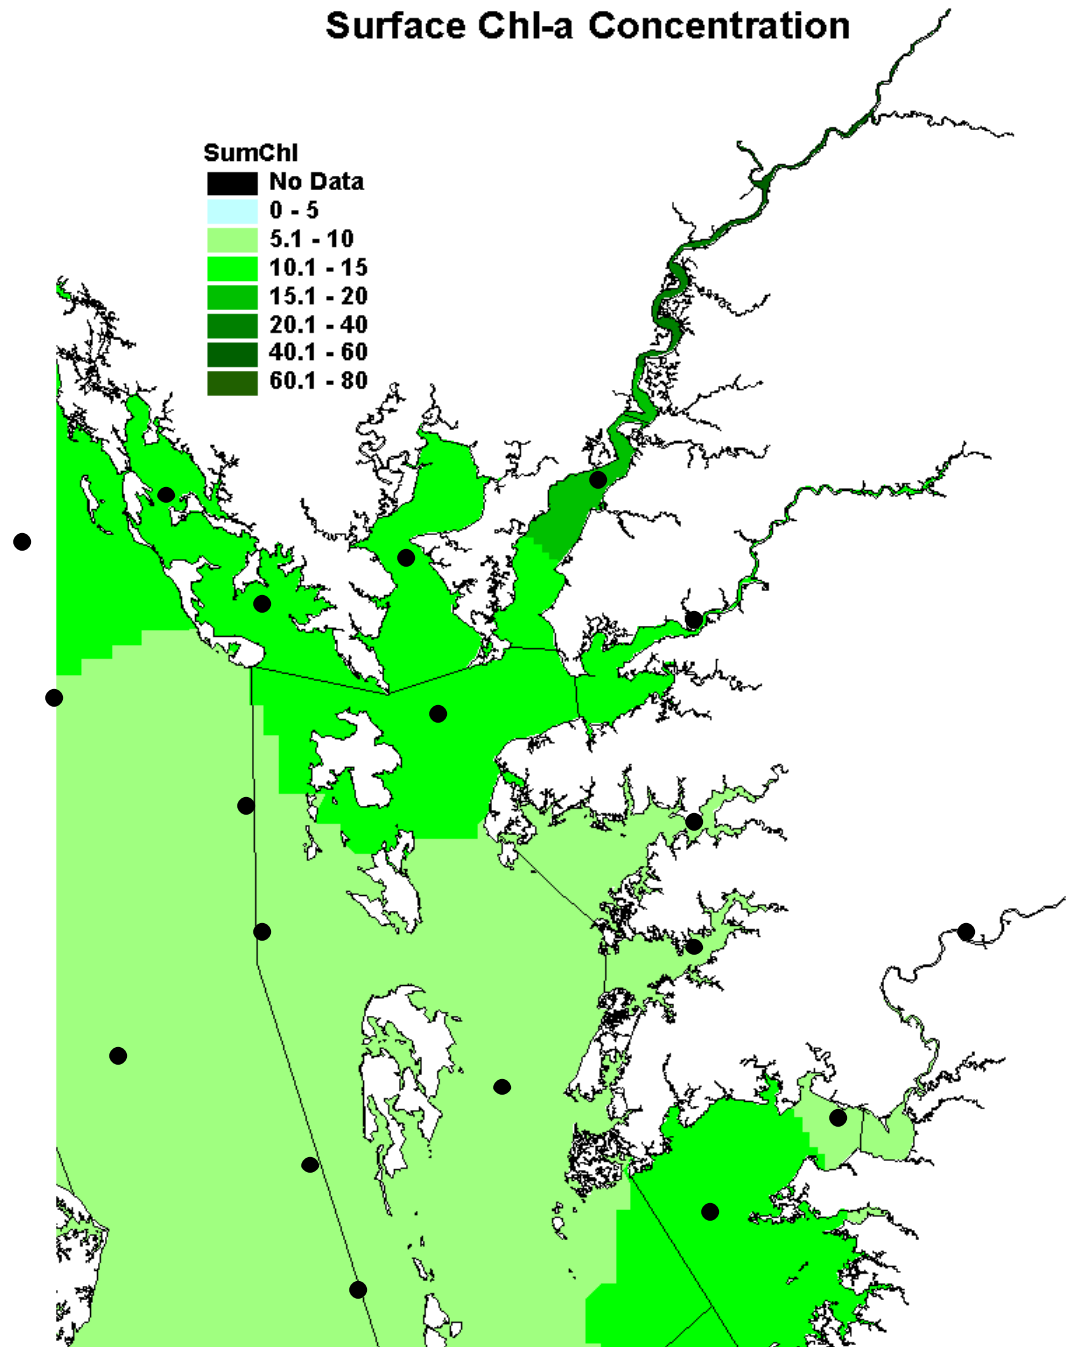 Surface Chl-a Concentration
SumChl
No Data
0 - 5
5.1 - 10
10.1 - 15
15.1 - 20
20.1 - 40
40.1 - 60
60.1 - 80